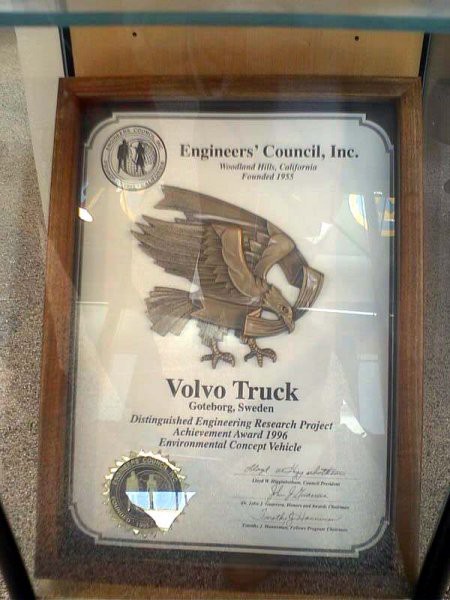 Engineers' Council, Inc.
Woodland Hills, California
Founded 1955
Volvo Truck
Goteborg, Sweden
Distinguished Engineering Research Project
Achievement Award 1996
Environmental Concept Vehicle
Lloyd W. Higginbotham, Council President
Dr. John J. Guarrera, Honors and Awards Chairman
Timothy J. Hannemann, Fellows Program Chairman